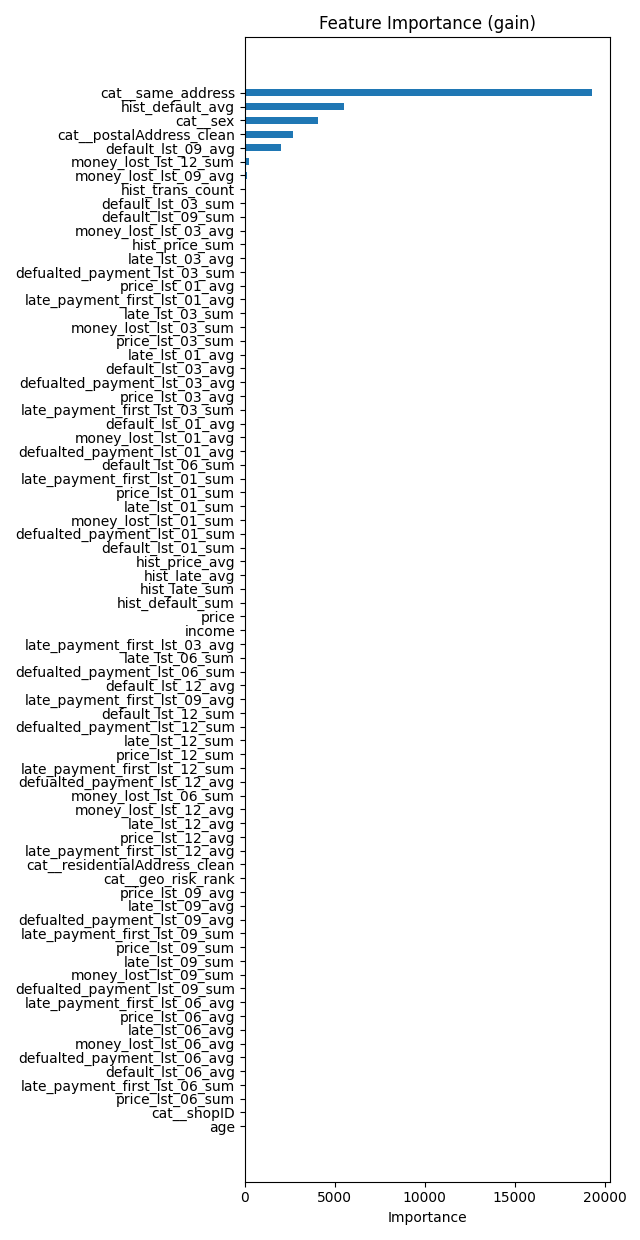 Feature Importance (gain)
cat__same_address
hist_default_avg
cat__sex
cat__postalAddress_clean
default_lst_09_avg
money_lost_lst_12_sum
money_lost_lst_09_avg
hist_trans_count
default_lst_03_sum
default_lst_09_sum
money_lost_lst_03_avg
hist_price_sum
late_lst_03_avg
defualted_payment_lst_03_sum
price_lst_01_avg
late_payment_first_lst_01_avg
late_lst_03_sum
money_lost_lst_03_sum
price_lst_03_sum
late_lst_01_avg
default_lst_03_avg
defualted_payment_lst_03_avg
price_lst_03_avg
late_payment_first_lst_03_sum
default_lst_01_avg
money_lost_lst_01_avg
defualted_payment_lst_01_avg
default_lst_06_sum
late_payment_first_lst_01_sum
price_lst_01_sum
late_lst_01_sum
money_lost_lst_01_sum
defualted_payment_lst_01_sum
default_lst_01_sum
hist_price_avg
hist_late_avg
hist_late_sum
hist_default_sum
price
income
late_payment_first_lst_03_avg
late_lst_06_sum
defualted_payment_lst_06_sum
default_lst_12_avg
late_payment_first_lst_09_avg
default_lst_12_sum
defualted_payment_lst_12_sum
late_lst_12_sum
price_lst_12_sum
late_payment_first_lst_12_sum
defualted_payment_lst_12_avg
money_lost_lst_06_sum
money_lost_lst_12_avg
late_lst_12_avg
price_lst_12_avg
late_payment_first_lst_12_avg
cat__residentialAddress_clean
cat__geo_risk_rank
price_lst_09_avg
late_lst_09_avg
defualted_payment_lst_09_avg
late_payment_first_lst_09_sum
price_lst_09_sum
late_lst_09_sum
money_lost_lst_09_sum
defualted_payment_lst_09_sum
late_payment_first_lst_06_avg
price_lst_06_avg
late_lst_06_avg
money_lost_lst_06_avg
defualted_payment_lst_06_avg
default_lst_06_avg
late_payment_first_lst_06_sum
price_lst_06_sum
cat__shopID
age
0 5000 10000 15000 20000
Importance